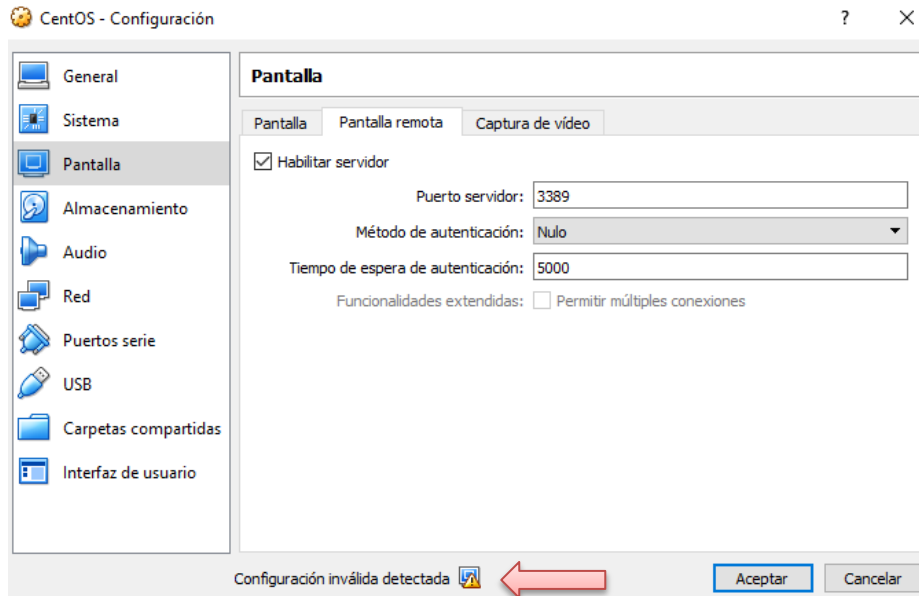 CentOS - Configuración
?
General
Sistema
Pantalla
Almacenamiento
Audio
Red
Puertos serie
USB
Carpetas compartidas
Interfaz de usuario
Pantalla
Pantalla
Pantalla remota
Captura de vídeo
Habilitar servidor
Puerto servidor: 3389
Método de autenticación: Nulo
Tiempo de espera de autenticación: 5000
Funcionalidades extendidas: Permitir múltiples conexiones
Configuración inválida detectada
Aceptar
Cancelar